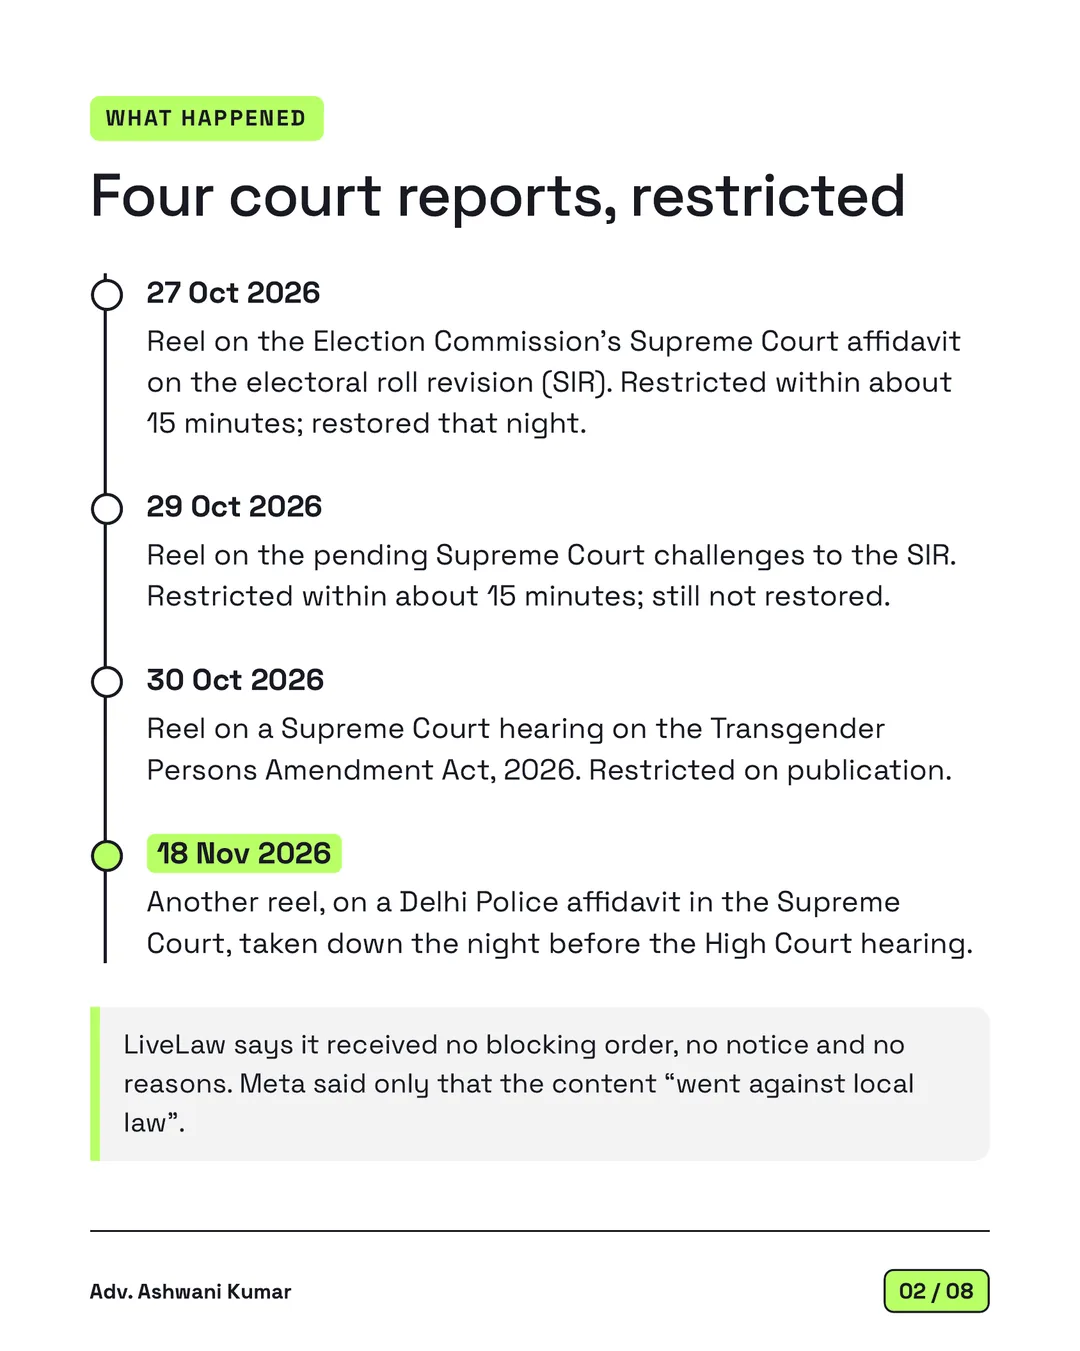 WHAT HAPPENED
Four court reports, restricted
27 Oct 2026
Reel on the Election Commission’s Supreme Court affidavit
on the electoral roll revision (SIR). Restricted within about
15 minutes; restored that night.
29 Oct 2026
Reel on the pending Supreme Court challenges to the SIR.
Restricted within about 15 minutes; still not restored.
30 Oct 2026
Reel on a Supreme Court hearing on the Transgender
Persons Amendment Act, 2026. Restricted on publication.
18 Nov 2026
Another reel, on a Delhi Police affidavit in the Supreme
Court, taken down the night before the High Court hearing.
LiveLaw says it received no blocking order, no notice and no
reasons. Meta said only that the content “went against local
law”.
Adv. Ashwani Kumar
02 / 08